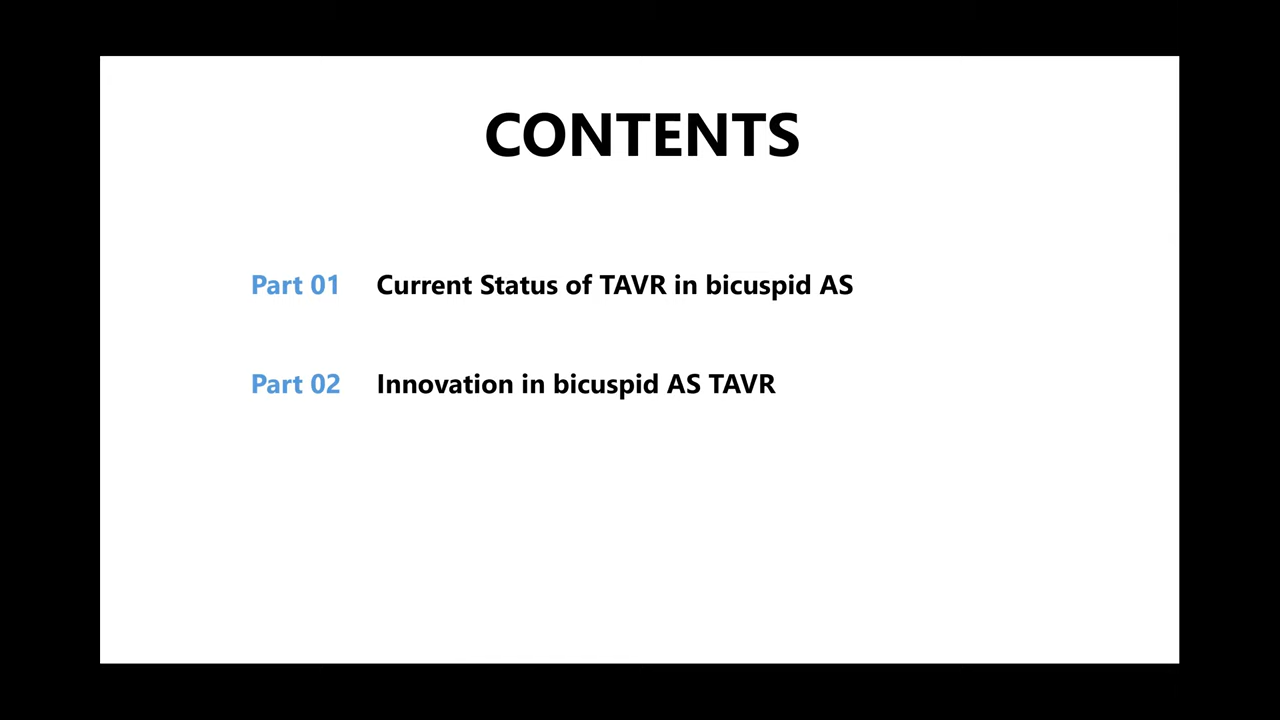 CONTENTS
Part 01 Current Status of TAVR in bicuspid AS
Part 02 Innovation in bicuspid AS TAVR